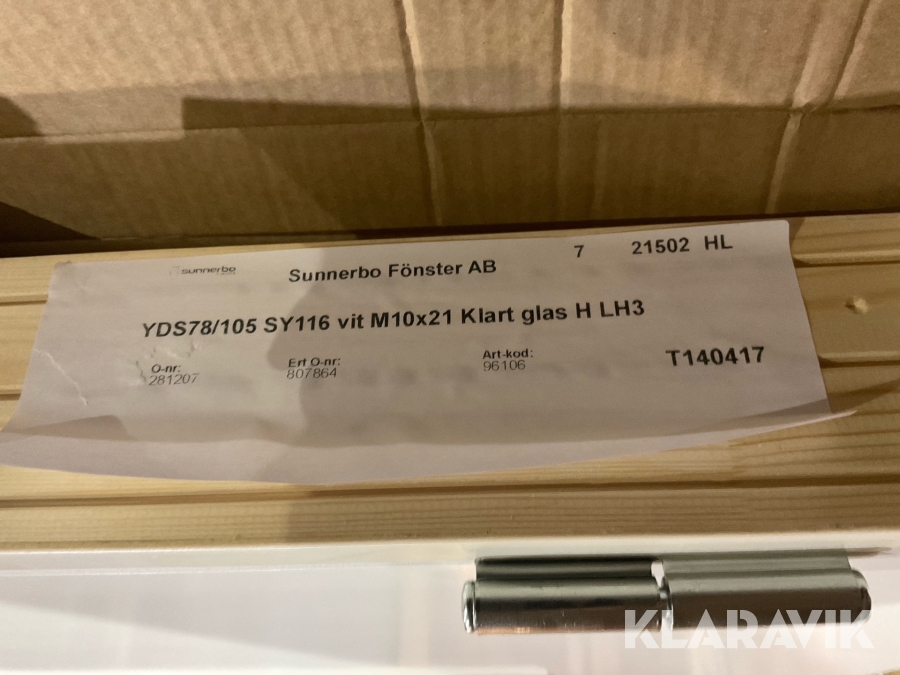 sunnerbo Sunnerbo Fönster AB 7 21502 HL
YDS78/105 SY116 vit M10x21 Klart glas H LH3
O-nr: Ert O-nr: Art-kod: T140417
281207 807864 96106
KLARAVIK